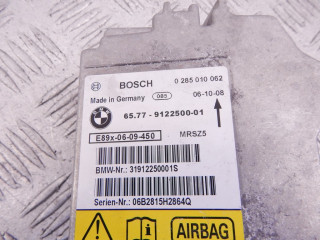 BOSCH 0 285 010 062
Made in Germany 085 06-10-08
65.77 - 9122500-01
E89x-06-09-450 MRSZ5
BMW-Nr.: 31912250001S
Serien-Nr.: 06B2815H2864Q
AIRBAG